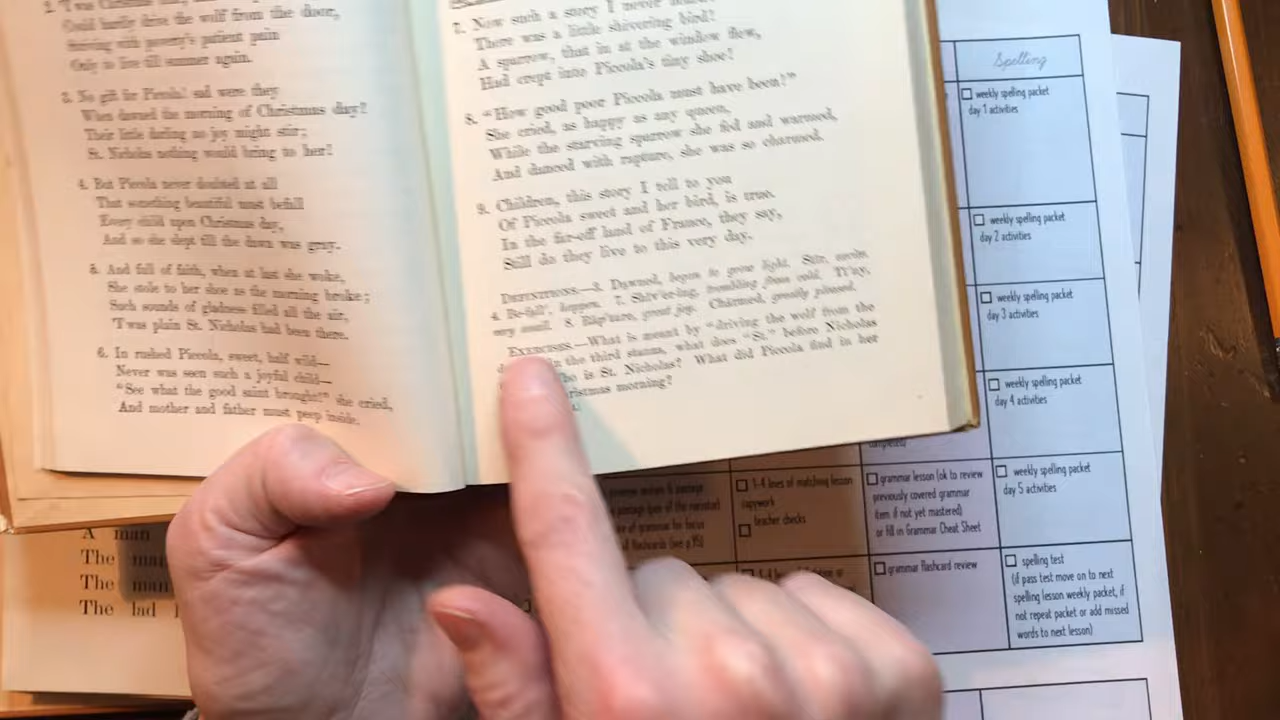 Could hardly drive the wolf from the door,
Striving with poverty's patient pain
Only to live till summer again.
3. No gift for Piccola! sad were they
When dawned the morning of Christmas day!
Their little darling no joy might stir;
St. Nicholas nothing would bring to her!
4. But Piccola never doubted at all
That something beautiful must befall
Every child upon Christmas day,
And so she slept till the dawn was gray.
5. And full of faith, when at last she woke,
She stole to her shoe as the morning broke;
Such sounds of gladness filled all the air,
'Twas plain St. Nicholas had been there.
6. In rushed Piccola, sweet, half wild—
Never was seen such a joyful child—
"See what the good saint brought!" she cried,
And mother and father must peep inside.
7. Now such a story I never
There was a little shivering bird!
A sparrow, that in at the window flew,
Had crept into Piccola's tiny shoe!
8. "How good poor Piccola must have been!"
She cried, as happy as any queen,
While the starving sparrow she fed and warmed,
And danced with rapture, she was so charmed.
9. Children, this story I tell to you
Of Piccola sweet and her bird, is true.
In the far-off land of France, they say,
Still do they live to this very day.
DEFINITIONS.—3. Dawned, began to grow light. Stir, excite.
4. Be-fall', happen. 7. Shiv'er-ing, trembling from cold. Ti'ny,
very small. 8. Rap'ture, great joy. Charmed, greatly pleased.
EXERCISES.—What is meant by "driving the wolf from the
in the third stanza, what does "St." before Nicholas
is St. Nicholas? What did Piccola find in her
morning?
A man
The man
The man
The lad
Spelling
weekly spelling packet
day 1 activities
weekly spelling packet
day 2 activities
weekly spelling packet
day 3 activities
weekly spelling packet
day 4 activities
weekly spelling packet
day 5 activities
1-4 lines of matching lesson
copywork
teacher checks
grammar lesson (ok to review
previously covered grammar
item if not yet mastered)
or fill in Grammar Cheat Sheet
grammar flashcard review
spelling test
(if pass test move on to next
spelling lesson weekly packet, if
not repeat packet or add missed
words to next lesson)